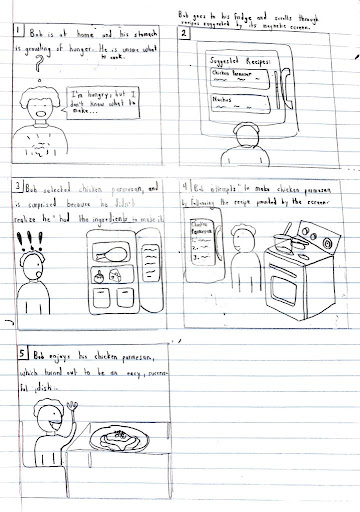 1 Bob is at home and his stomach
is growling of hunger. He is unsure what
to cook.
?
I'm hungry, but I
don't know what to
make...
Bob goes to his fridge and scrolls through
recipes suggested by its magnetic screen.
2
Suggested Recipes:
Chicken Parmesan
Nachos
3 Bob selected chicken parmesan, and
is surprised because he didn't
realize he had the ingredients to make it.
!!!
4 Bob attempts to make chicken parmesan
by following the recipe provided by the screen.
Chicken
Parmesan
1.
2.
3.
5 Bob enjoys his chicken parmesan,
which turned out to be an easy, success-
ful dish.